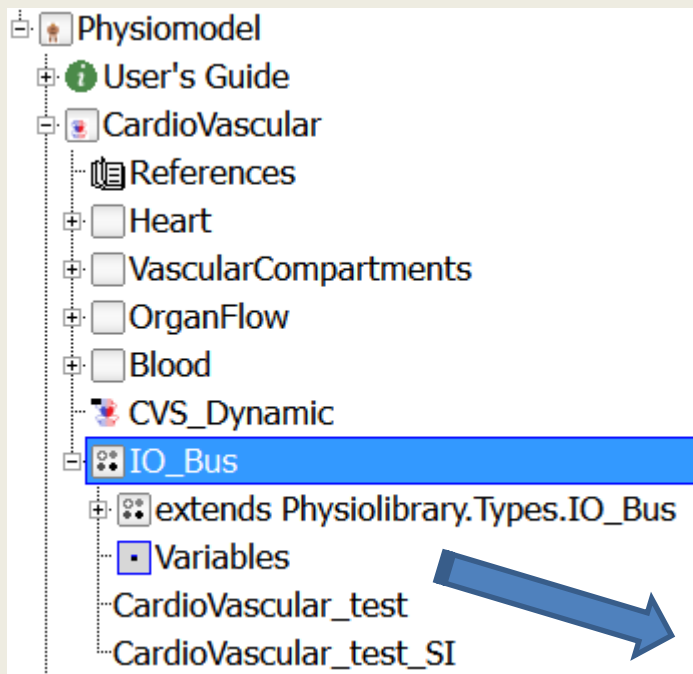 Physiomodel
User's Guide
CardioVascular
References
Heart
VascularCompartments
OrganFlow
Blood
CVS_Dynamic
IO_Bus
extends Physiolibrary.Types.IO_Bus
Variables
CardioVascular_test
CardioVascular_test_SI